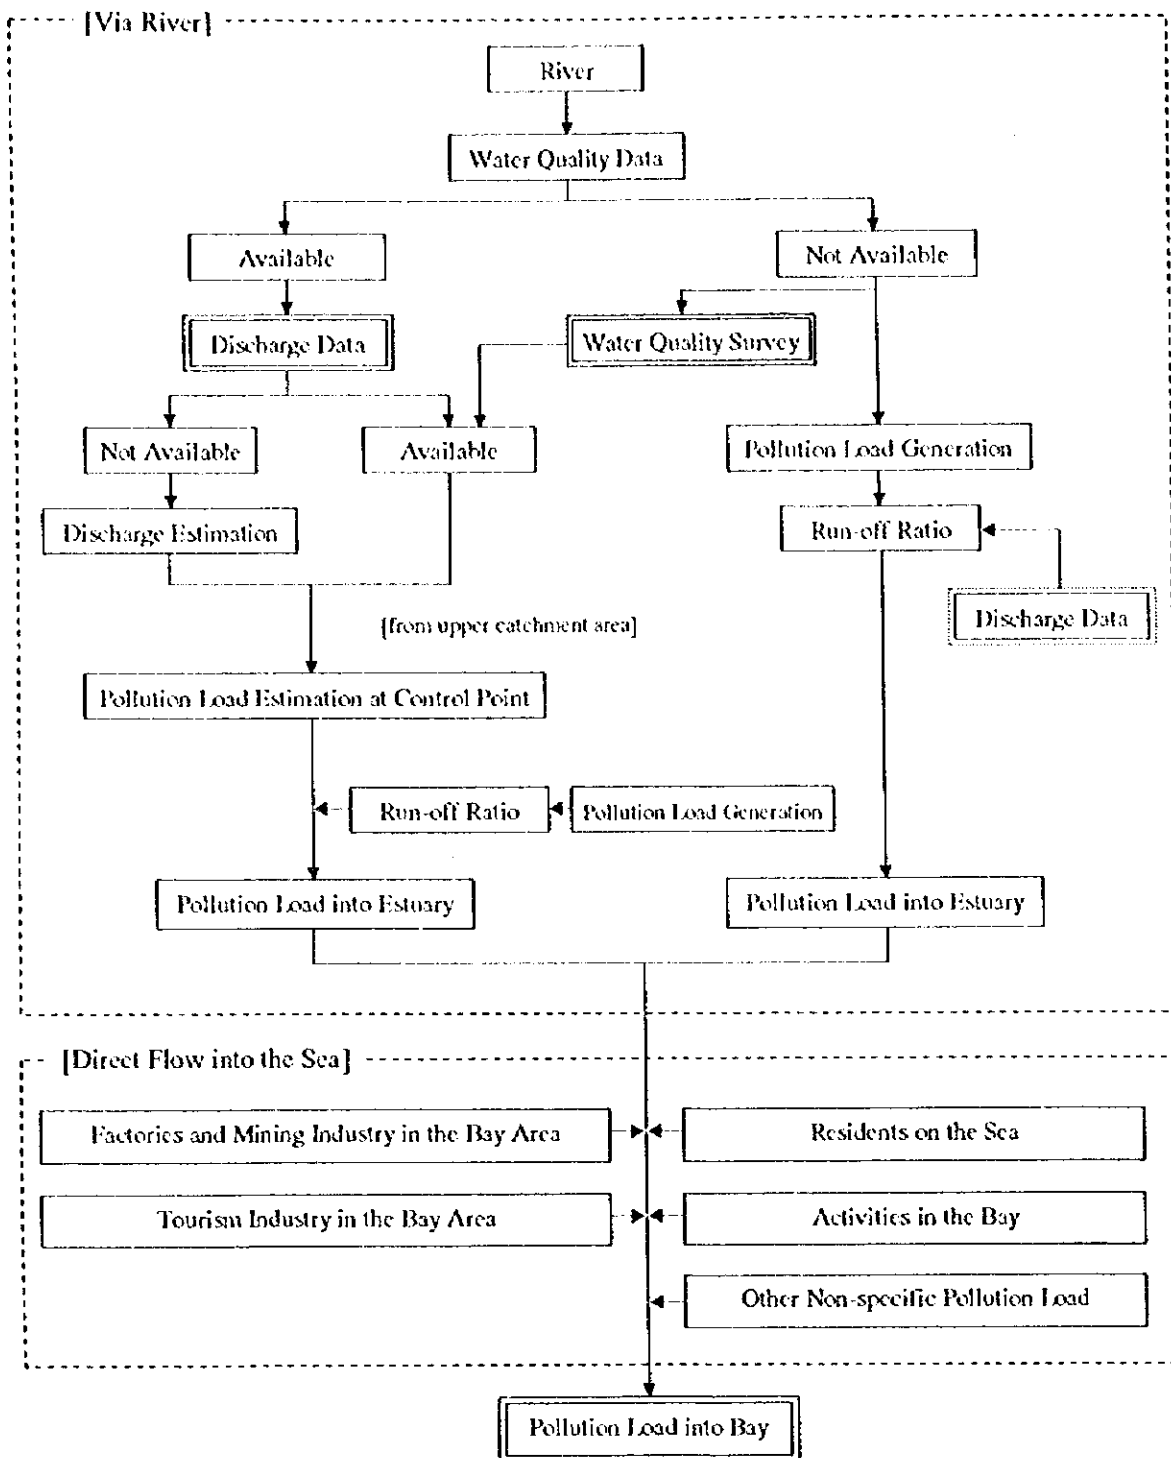 [Via River]
River
Water Quality Data
Available
Not Available
Discharge Data
Water Quality Survey
Not Available
Available
Pollution Load Generation
Discharge Estimation
Run-off Ratio
[from upper catchment area]
Discharge Data
Pollution Load Estimation at Control Point
Run-off Ratio
Pollution Load Generation
Pollution Load into Estuary
Pollution Load into Estuary
[Direct Flow into the Sea]
Factories and Mining Industry in the Bay Area
Residents on the Sea
Tourism Industry in the Bay Area
Activities in the Bay
Other Non-specific Pollution Load
Pollution Load into Bay